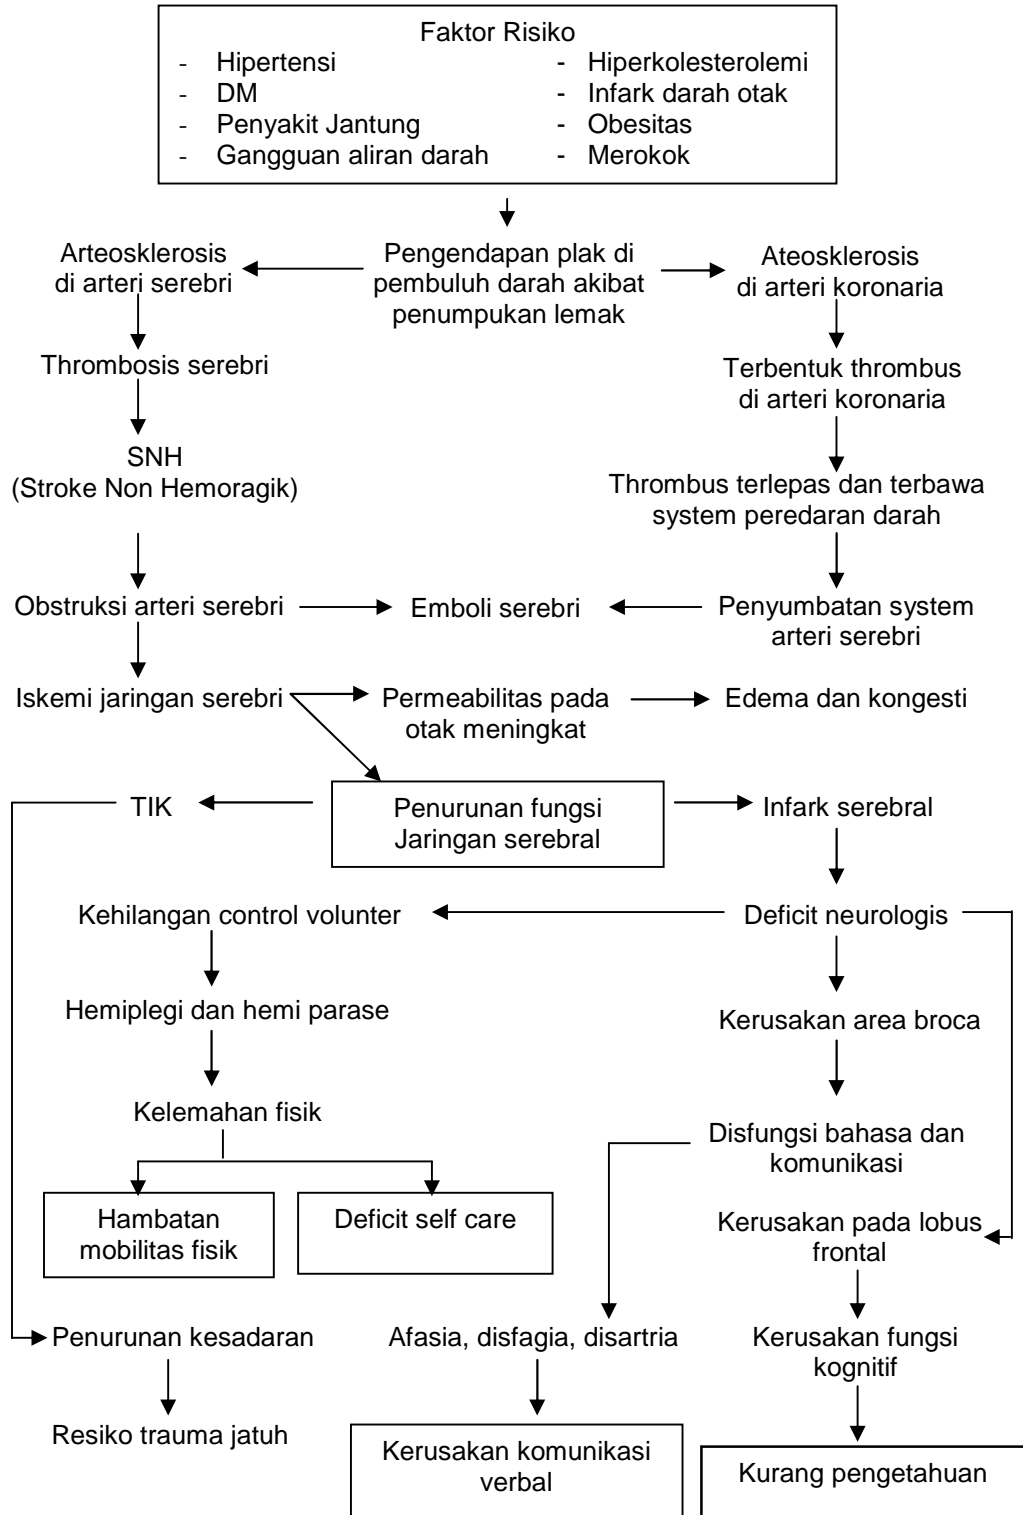 Faktor Risiko
- Hipertensi - Hiperkolesterolemi
- DM - Infark darah otak
- Penyakit Jantung - Obesitas
- Gangguan aliran darah - Merokok
Arteosklerosis
di arteri serebri
Pengendapan plak di
pembuluh darah akibat
penumpukan lemak
Ateosklerosis
di arteri koronaria
Thrombosis serebri
Terbentuk thrombus
di arteri koronaria
SNH
(Stroke Non Hemoragik)
Thrombus terlepas dan terbawa
system peredaran darah
Obstruksi arteri serebri
Emboli serebri
Penyumbatan system
arteri serebri
Iskemi jaringan serebri
Permeabilitas pada
otak meningkat
Edema dan kongesti
TIK
Penurunan fungsi
Jaringan serebral
Infark serebral
Kehilangan control volunter
Deficit neurologis
Hemiplegi dan hemi parase
Kerusakan area broca
Kelemahan fisik
Disfungsi bahasa dan
komunikasi
Hambatan
mobilitas fisik
Deficit self care
Kerusakan pada lobus
frontal
Penurunan kesadaran
Afasia, disfagia, disartria
Kerusakan fungsi
kognitif
Resiko trauma jatuh
Kerusakan komunikasi
verbal
Kurang pengetahuan